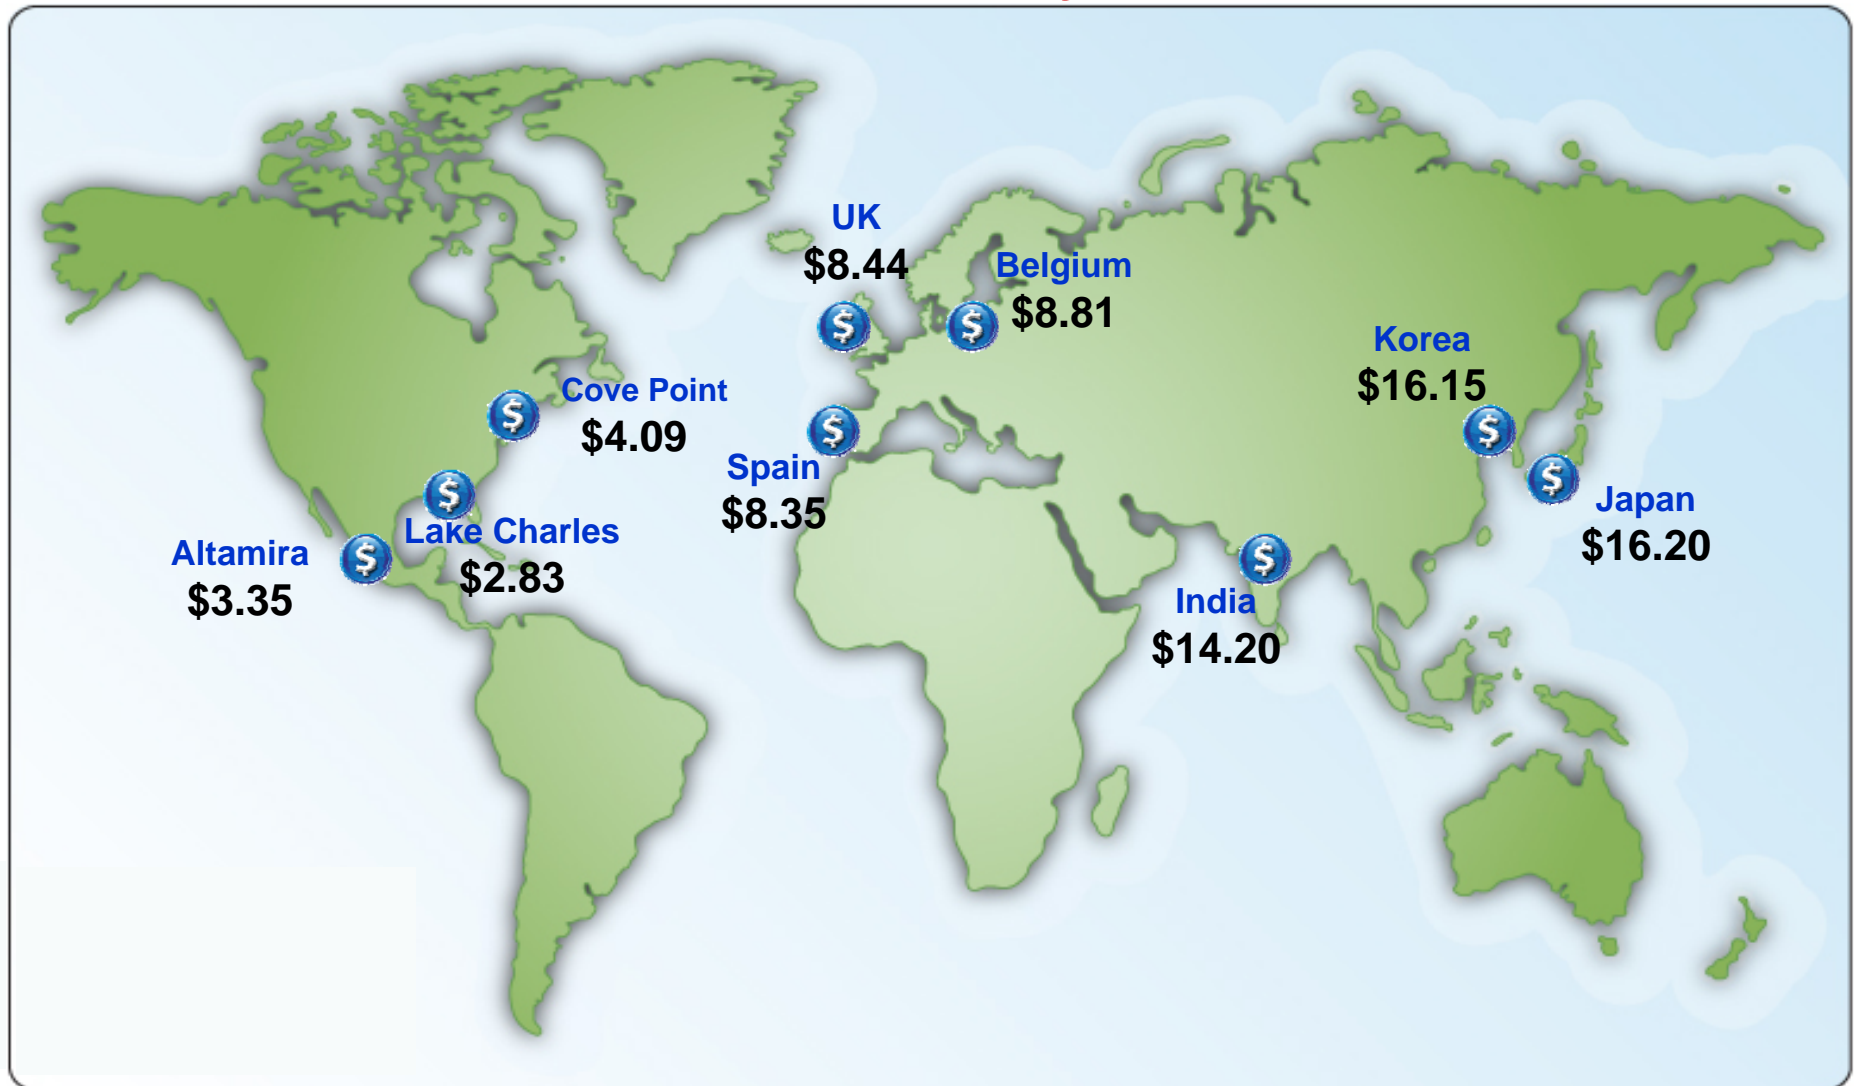 UK
$8.44
Belgium
$8.81
Korea
$16.15
Cove Point
$4.09
Spain
$8.35
Lake Charles
$2.83
Altamira
$3.35
Japan
$16.20
India
$14.20